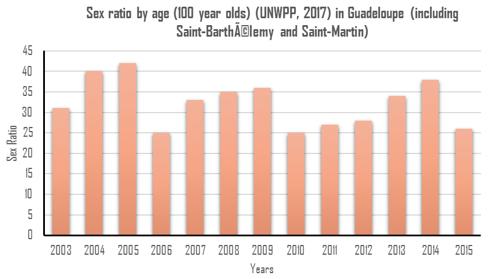 Sex ratio by age (100 year olds) (UNWPP, 2017) in Guadeloupe (including
Saint-BarthÃ©lemy and Saint-Martin)
45
40
35
30
25
20
15
10
5
0
Sex Ratio
2003 2004 2005 2006 2007 2008 2009 2010 2011 2012 2013 2014 2015
Years